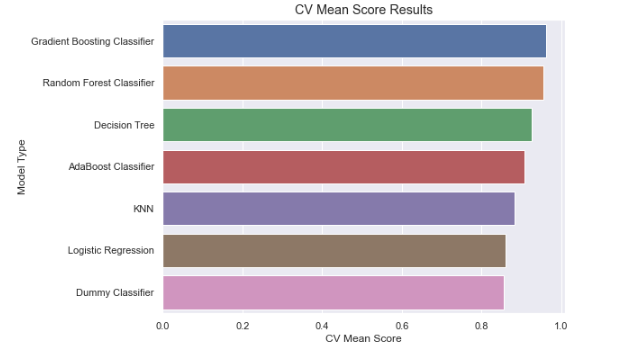 CV Mean Score Results
Gradient Boosting Classifier
Random Forest Classifier
Decision Tree
AdaBoost Classifier
KNN
Logistic Regression
Dummy Classifier
Model Type
0.0 0.2 0.4 0.6 0.8 1.0
CV Mean Score